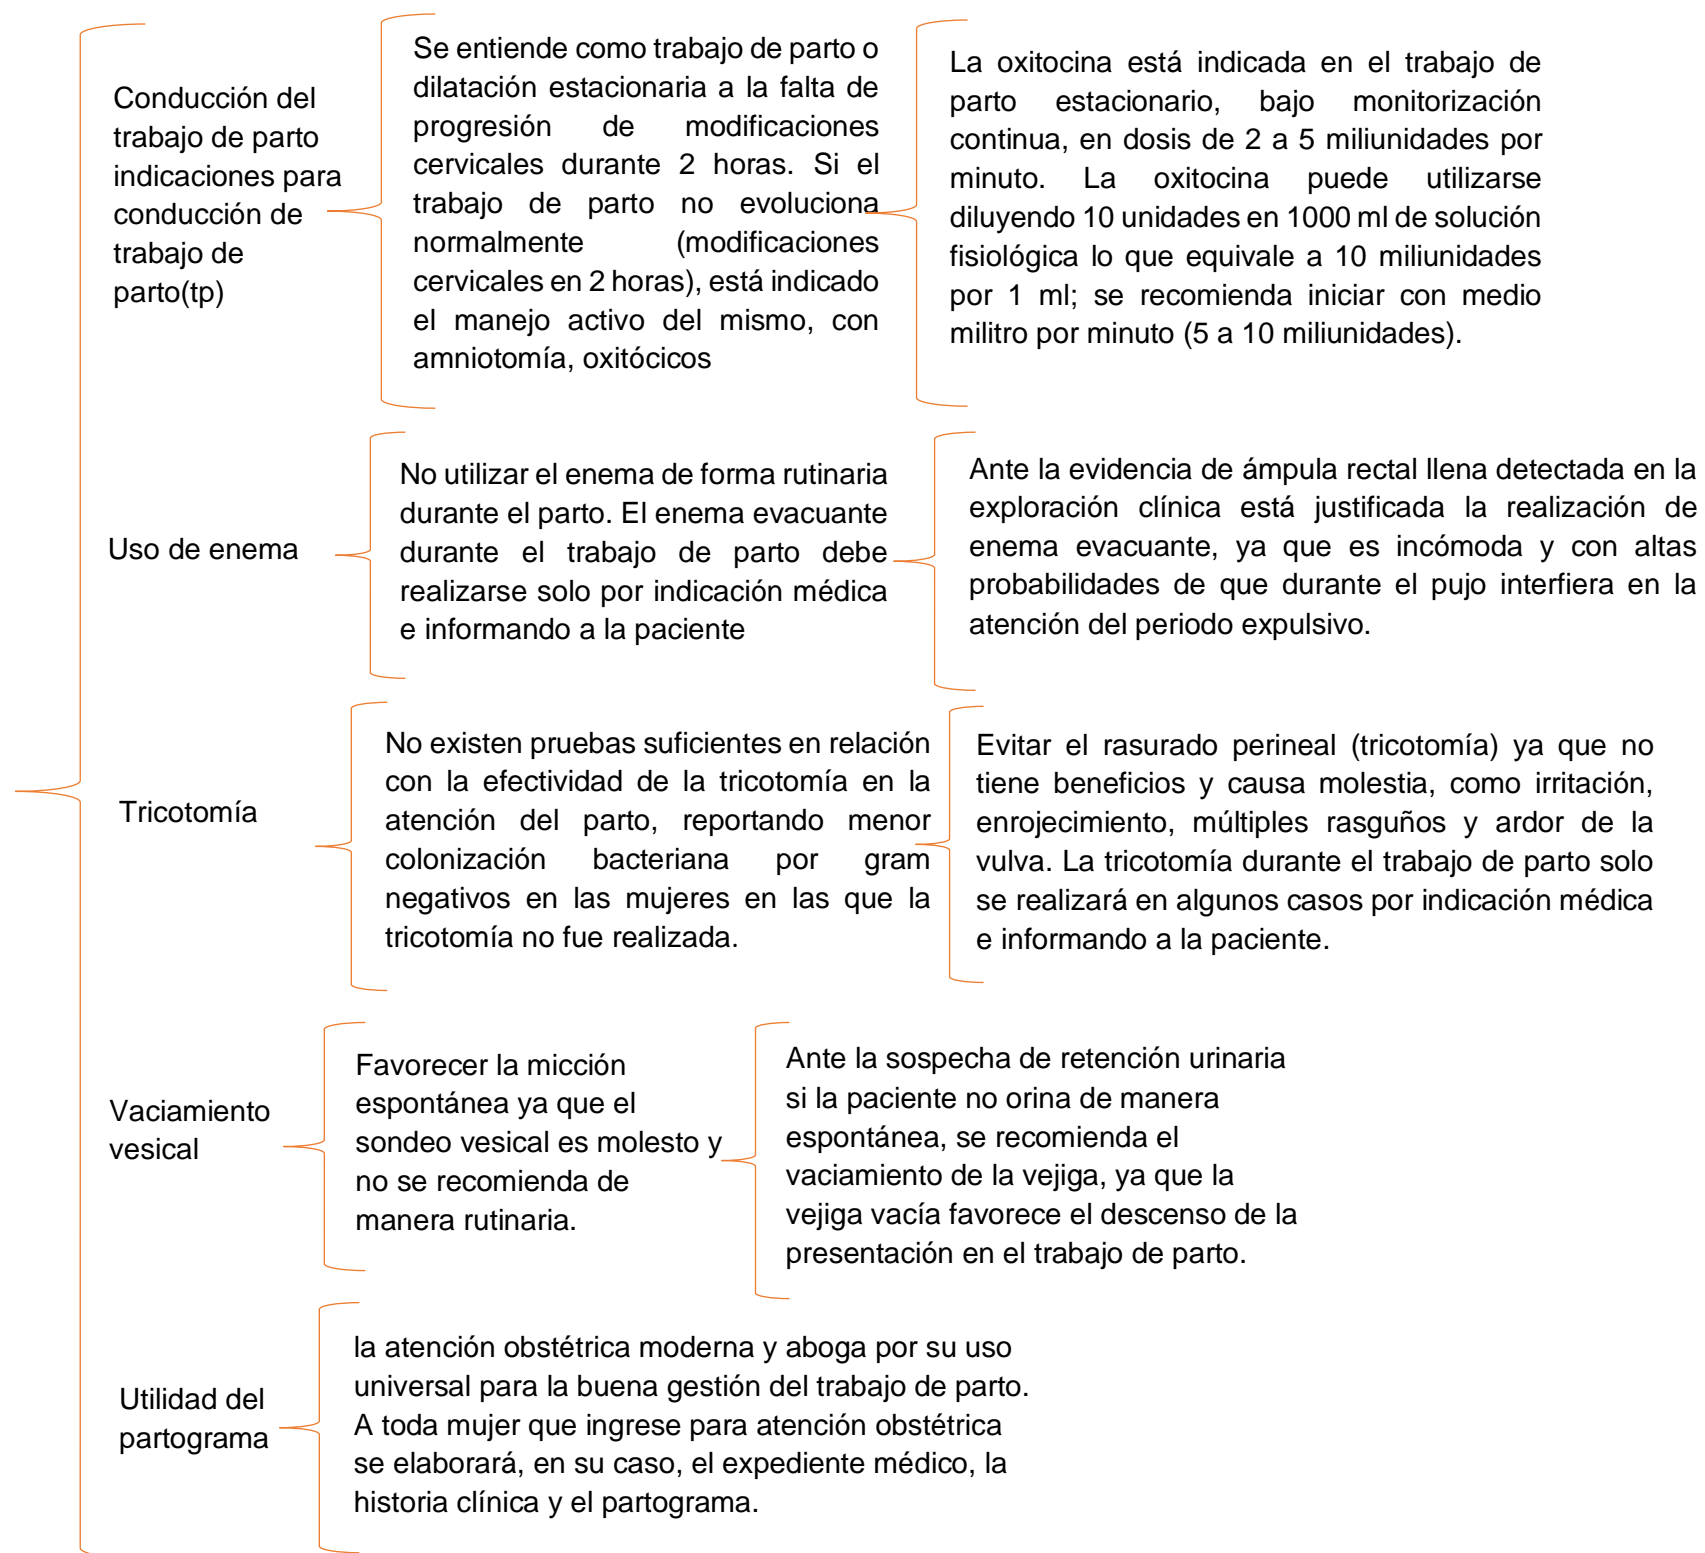 Conducción del
trabajo de parto
indicaciones para
conducción de
trabajo de
parto(tp)
Se entiende como trabajo de parto o
dilatación estacionaria a la falta de
progresión de modificaciones
cervicales durante 2 horas. Si el
trabajo de parto no evoluciona
normalmente (modificaciones
cervicales en 2 horas), está indicado
el manejo activo del mismo, con
amniotomía, oxitócicos
La oxitocina está indicada en el trabajo de
parto estacionario, bajo monitorización
continua, en dosis de 2 a 5 miliunidades por
minuto. La oxitocina puede utilizarse
diluyendo 10 unidades en 1000 ml de solución
fisiológica lo que equivale a 10 miliunidades
por 1 ml; se recomienda iniciar con medio
militro por minuto (5 a 10 miliunidades).
Uso de enema
No utilizar el enema de forma rutinaria
durante el parto. El enema evacuante
durante el trabajo de parto debe
realizarse solo por indicación médica
e informando a la paciente
Ante la evidencia de ámpula rectal llena detectada en la
exploración clínica está justificada la realización de
enema evacuante, ya que es incómoda y con altas
probabilidades de que durante el pujo interfiera en la
atención del periodo expulsivo.
Tricotomía
No existen pruebas suficientes en relación
con la efectividad de la tricotomía en la
atención del parto, reportando menor
colonización bacteriana por gram
negativos en las mujeres en las que la
tricotomía no fue realizada.
Evitar el rasurado perineal (tricotomía) ya que no
tiene beneficios y causa molestia, como irritación,
enrojecimiento, múltiples rasguños y ardor de la
vulva. La tricotomía durante el trabajo de parto solo
se realizará en algunos casos por indicación médica
e informando a la paciente.
Vaciamiento
vesical
Favorecer la micción
espontánea ya que el
sondeo vesical es molesto y
no se recomienda de
manera rutinaria.
Ante la sospecha de retención urinaria
si la paciente no orina de manera
espontánea, se recomienda el
vaciamiento de la vejiga, ya que la
vejiga vacía favorece el descenso de la
presentación en el trabajo de parto.
Utilidad del
partograma
la atención obstétrica moderna y aboga por su uso
universal para la buena gestión del trabajo de parto.
A toda mujer que ingrese para atención obstétrica
se elaborará, en su caso, el expediente médico, la
historia clínica y el partograma.